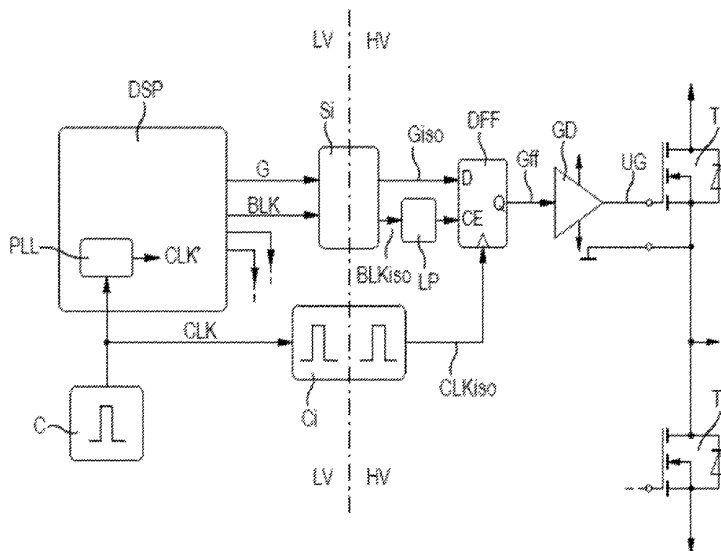 LV HV
DSP
Si
DFF
GD
T
Giso
Gff
UG
G
D
BLK
Q
CE
PLL
CLK'
BLKiso
LP
CLK
CLKiso
C
Ci
T
LV HV